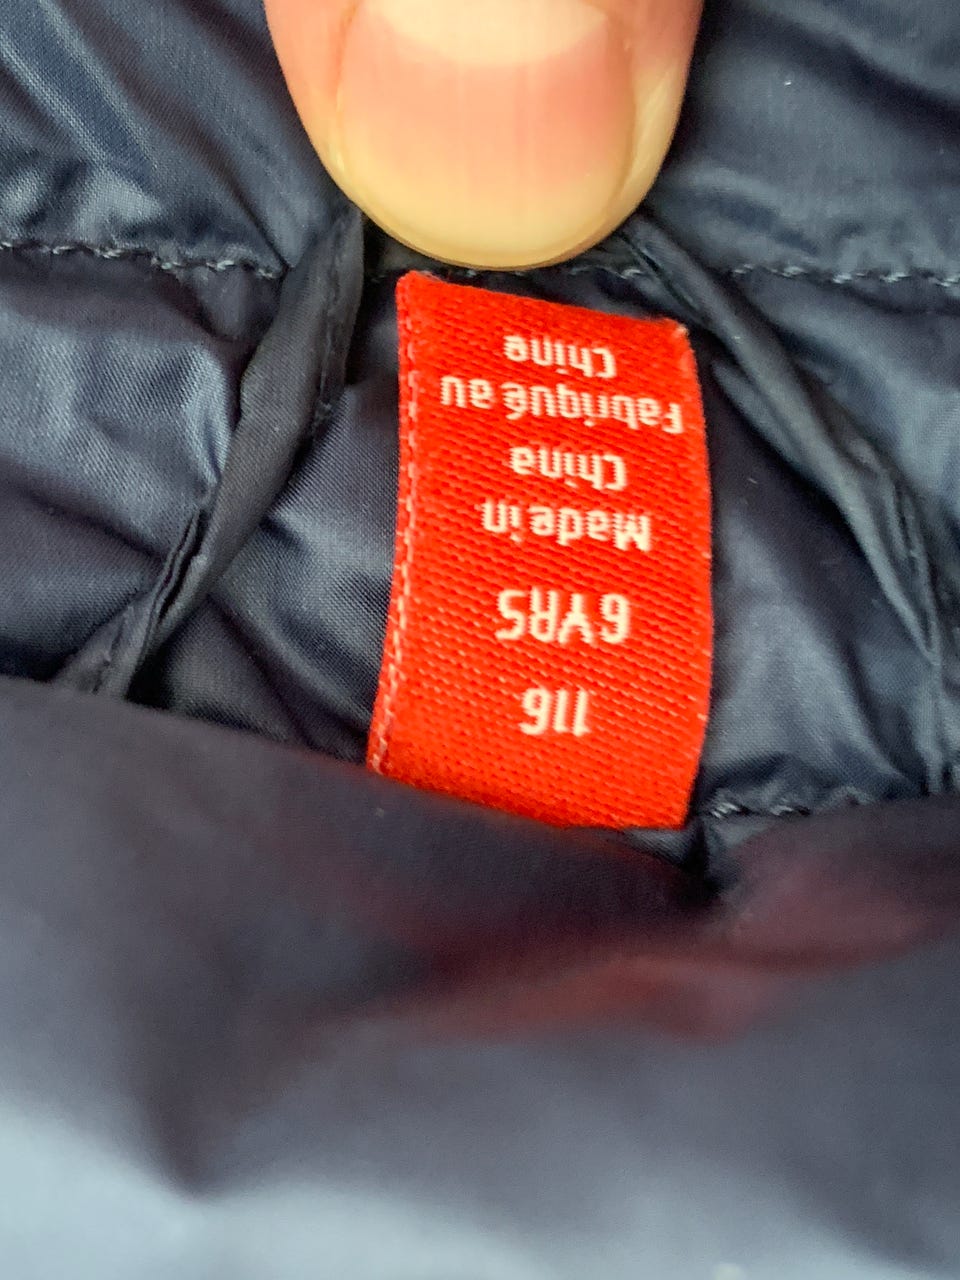 116
6YRS
Made in
China
Fabriqué au
Chine